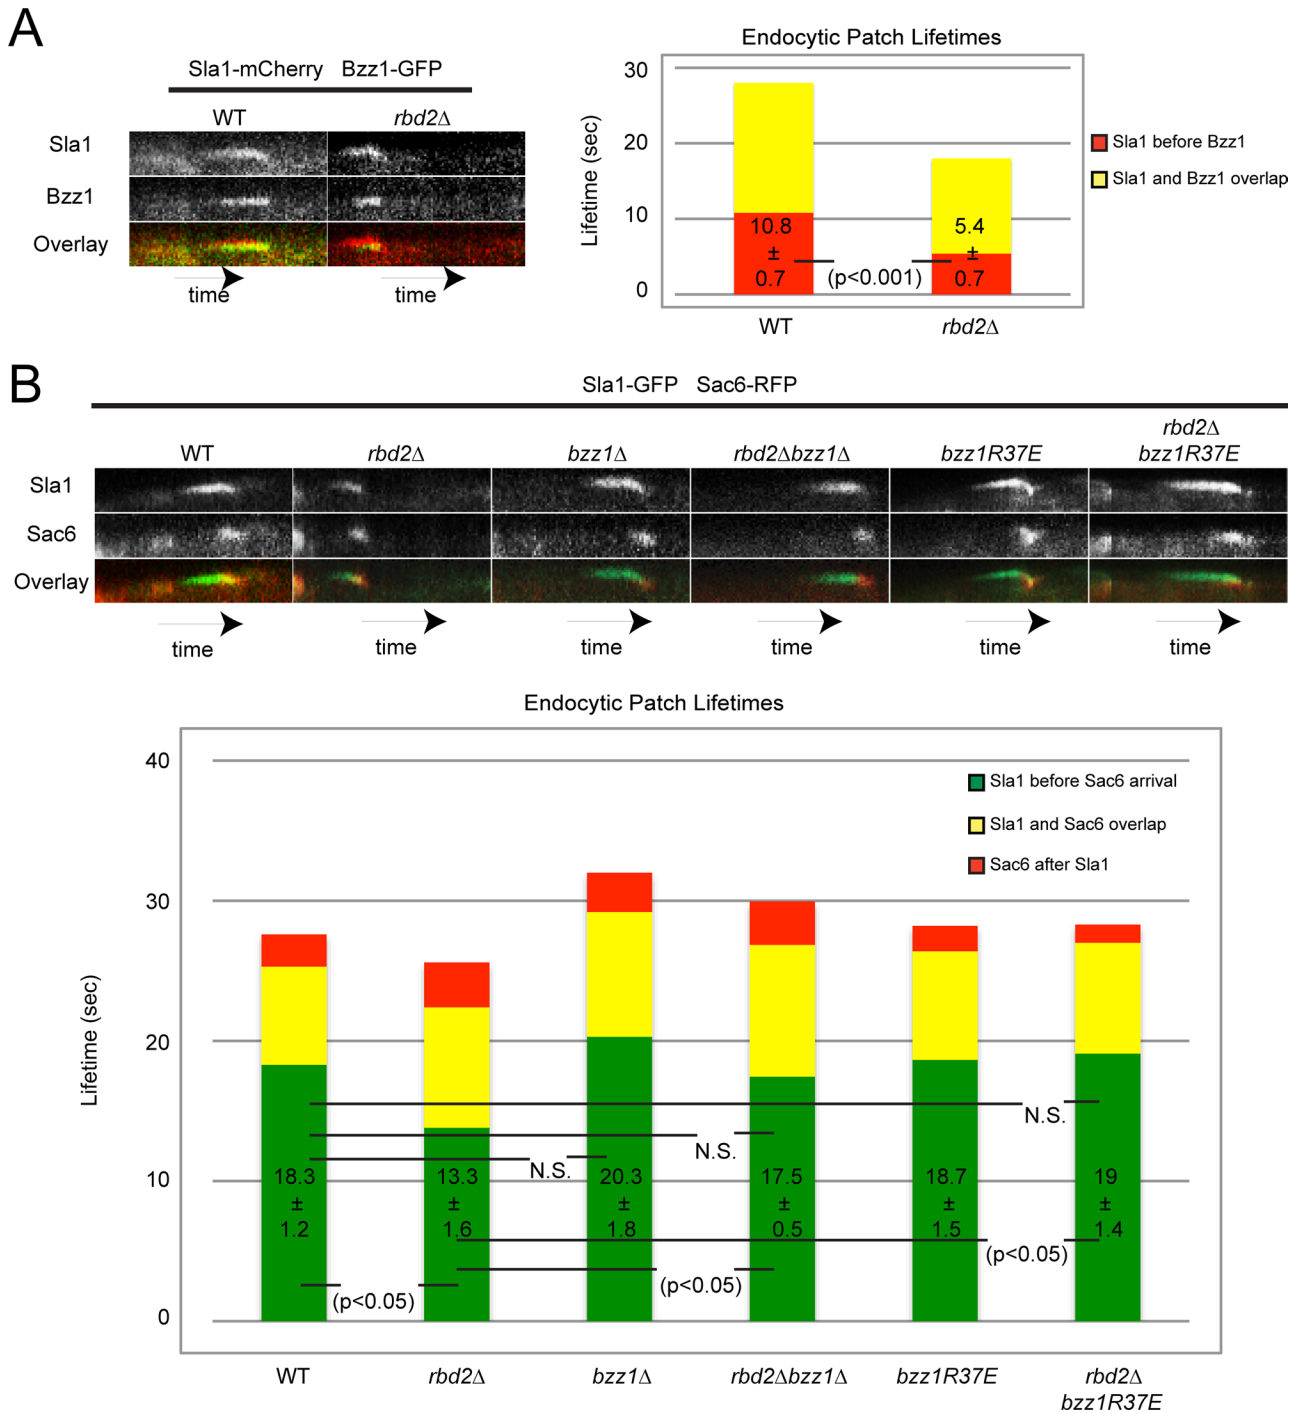 A
Sla1-mCherry Bzz1-GFP
WT rbd2Δ
Sla1
Bzz1
Overlay
time time
Endocytic Patch Lifetimes
Lifetime (sec)
30
20
10
0
10.8
±
0.7
5.4
±
0.7
(p<0.001)
WT rbd2Δ
Sla1 before Bzz1
Sla1 and Bzz1 overlap
B
Sla1-GFP Sac6-RFP
WT rbd2Δ bzz1Δ rbd2Δbzz1Δ bzz1R37E rbd2Δ
bzz1R37E
Sla1
Sac6
Overlay
time time time time time time
Endocytic Patch Lifetimes
Lifetime (sec)
40
30
20
10
0
Sla1 before Sac6 arrival
Sla1 and Sac6 overlap
Sac6 after Sla1
N.S.
N.S.
N.S.
18.3
±
1.2
13.3
±
1.6
20.3
±
1.8
17.5
±
0.5
18.7
±
1.5
19
±
1.4
(p<0.05)
(p<0.05)
(p<0.05)
WT rbd2Δ bzz1Δ rbd2Δbzz1Δ bzz1R37E rbd2Δ
bzz1R37E